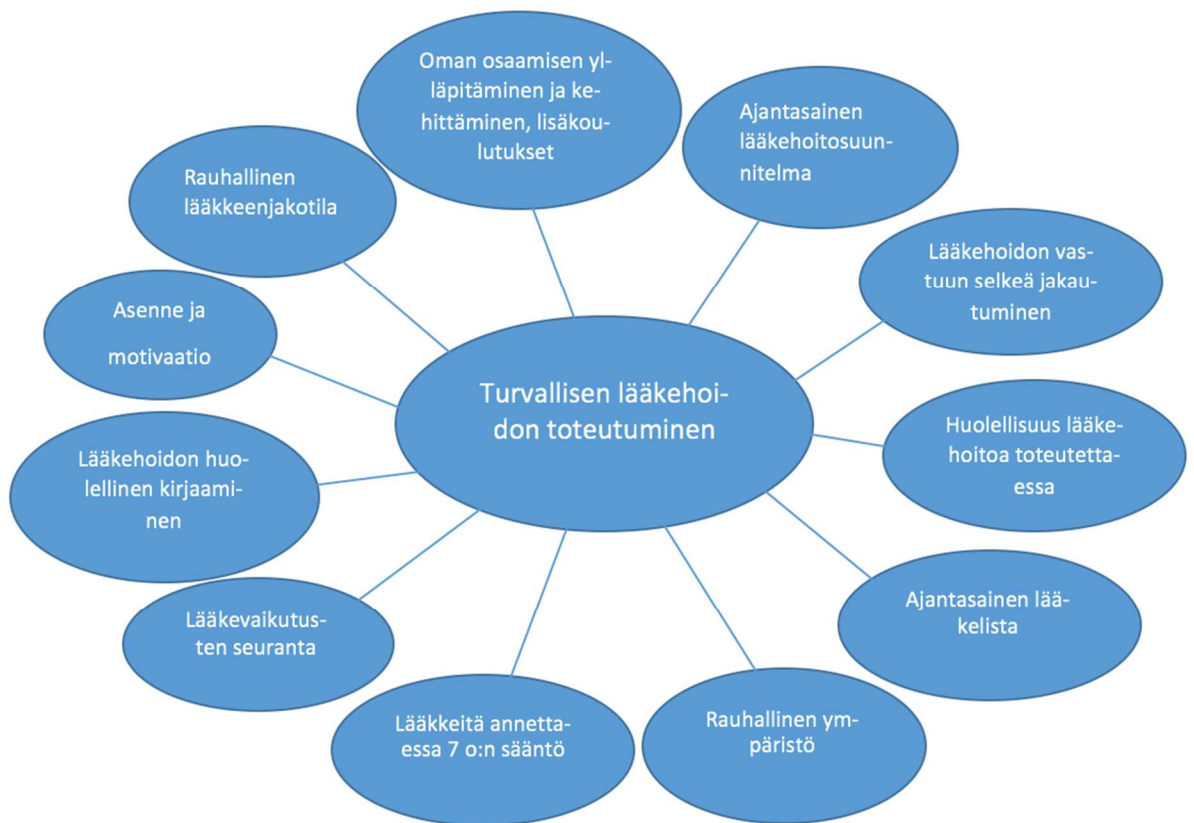 Oman osaamisen yl-
läpitäminen ja ke-
hittäminen, lisäkou-
lutukset
Ajantasainen
lääkehoitosuun-
nitelma
Rauhallinen
lääkkeenjakotila
Lääkehoidon vas-
tuun selkeä jakau-
tuminen
Asenne ja
motivaatio
Turvallisen lääkehoi-
don toteutuminen
Huolellisuus lääke-
hoitoa toteutetta-
essa
Lääkehoidon huo-
lellinen kirjaami-
nen
Ajantasainen lää-
kelista
Lääkevaikutus-
ten seuranta
Lääkkeitä annetta-
essa 7 o:n sääntö
Rauhallinen ym-
päristö